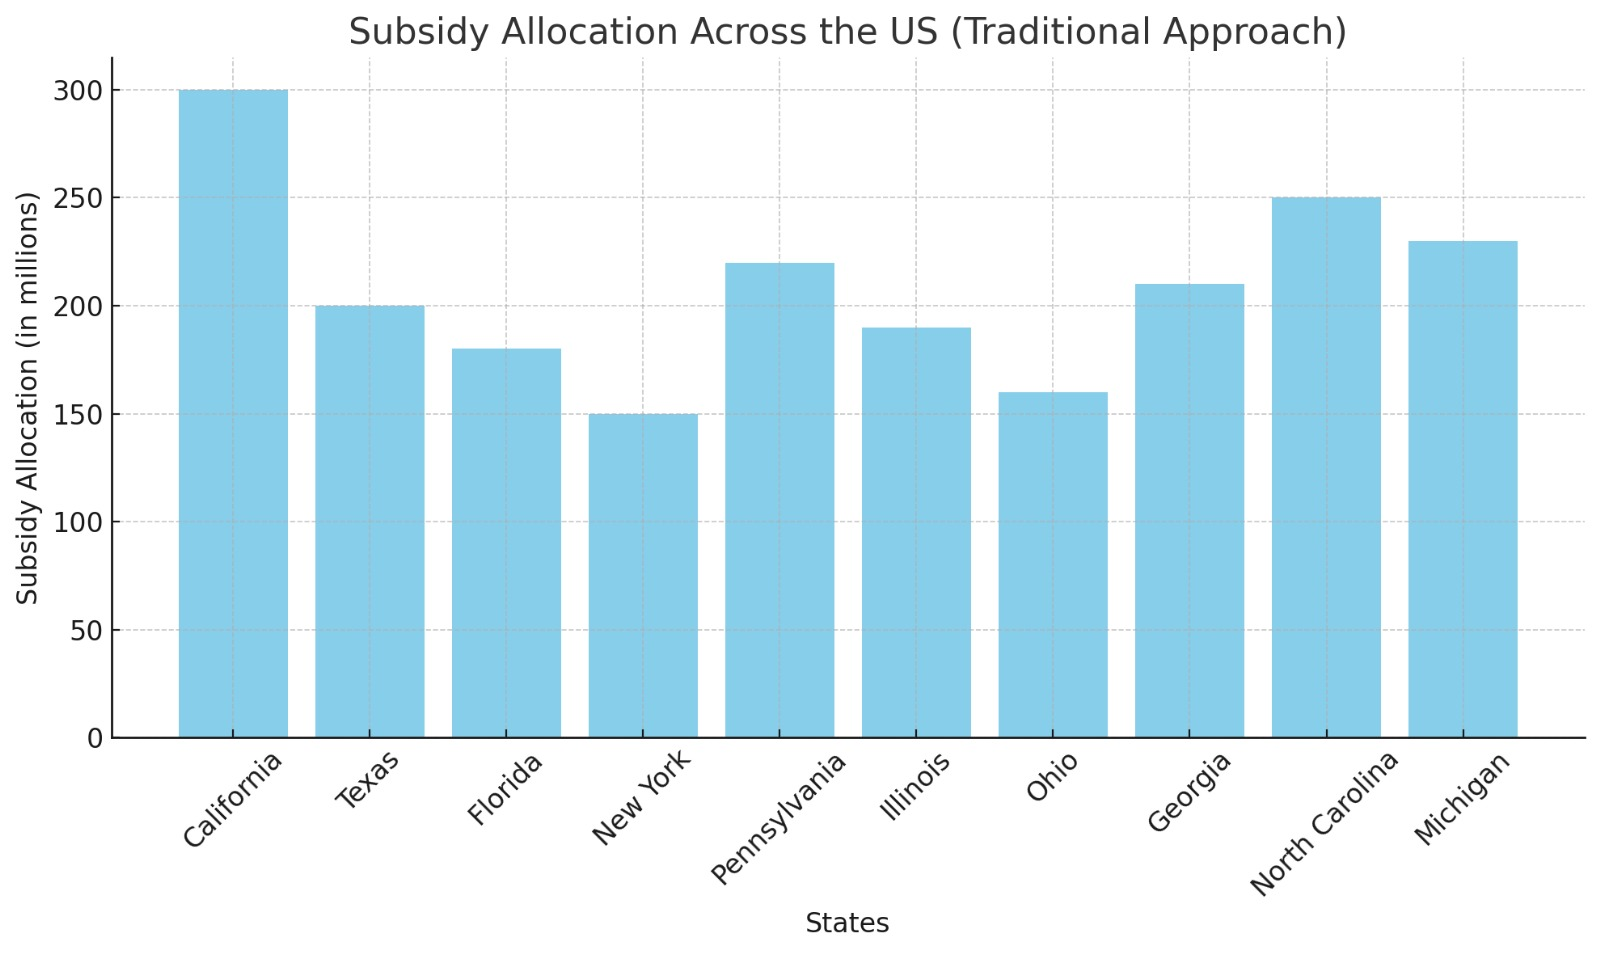 Subsidy Allocation Across the US (Traditional Approach)
Subsidy Allocation (in millions)
300
250
200
150
100
50
0
California
Texas
Florida
New York
Pennsylvania
Illinois
Ohio
Georgia
North Carolina
Michigan
States